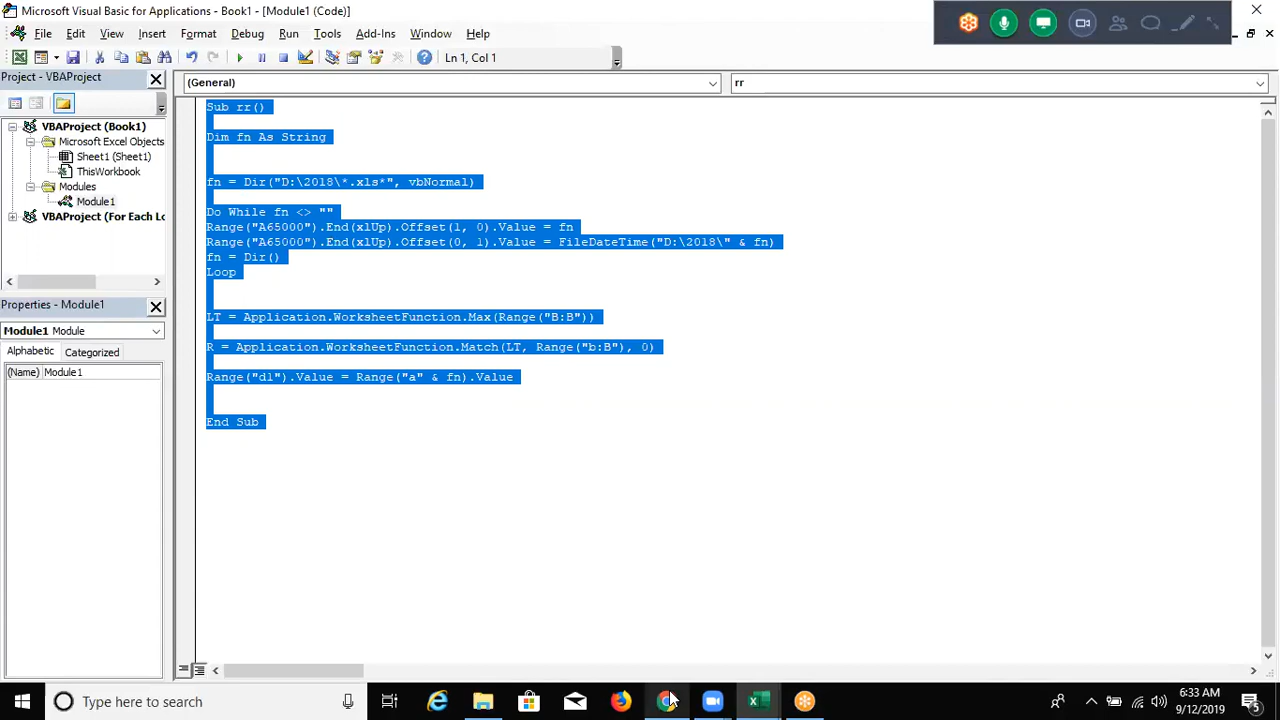 Microsoft Visual Basic for Applications - Book1 - [Module1 (Code)]
File Edit View Insert Format Debug Run Tools Add-Ins Window Help
Ln 1, Col 1
Project - VBAProject
(General)
rr
VBAProject (Book1)
Microsoft Excel Objects
Sheet1 (Sheet1)
ThisWorkbook
Modules
Module1
VBAProject (For Each Lo
Properties - Module1
Module1 Module
Alphabetic Categorized
(Name) Module1
Sub rr()
Dim fn As String
fn = Dir("D:\2018\*.xls*", vbNormal)
Do While fn <> ""
Range("A65000").End(xlUp).Offset(1, 0).Value = fn
Range("A65000").End(xlUp).Offset(0, 1).Value = FileDateTime("D:\2018\" & fn)
fn = Dir()
Loop
LT = Application.WorksheetFunction.Max(Range("B:B"))
R = Application.WorksheetFunction.Match(LT, Range("b:B"), 0)
Range("d1").Value = Range("a" & fn).Value
End Sub
Type here to search
6:33 AM
9/12/2019
5